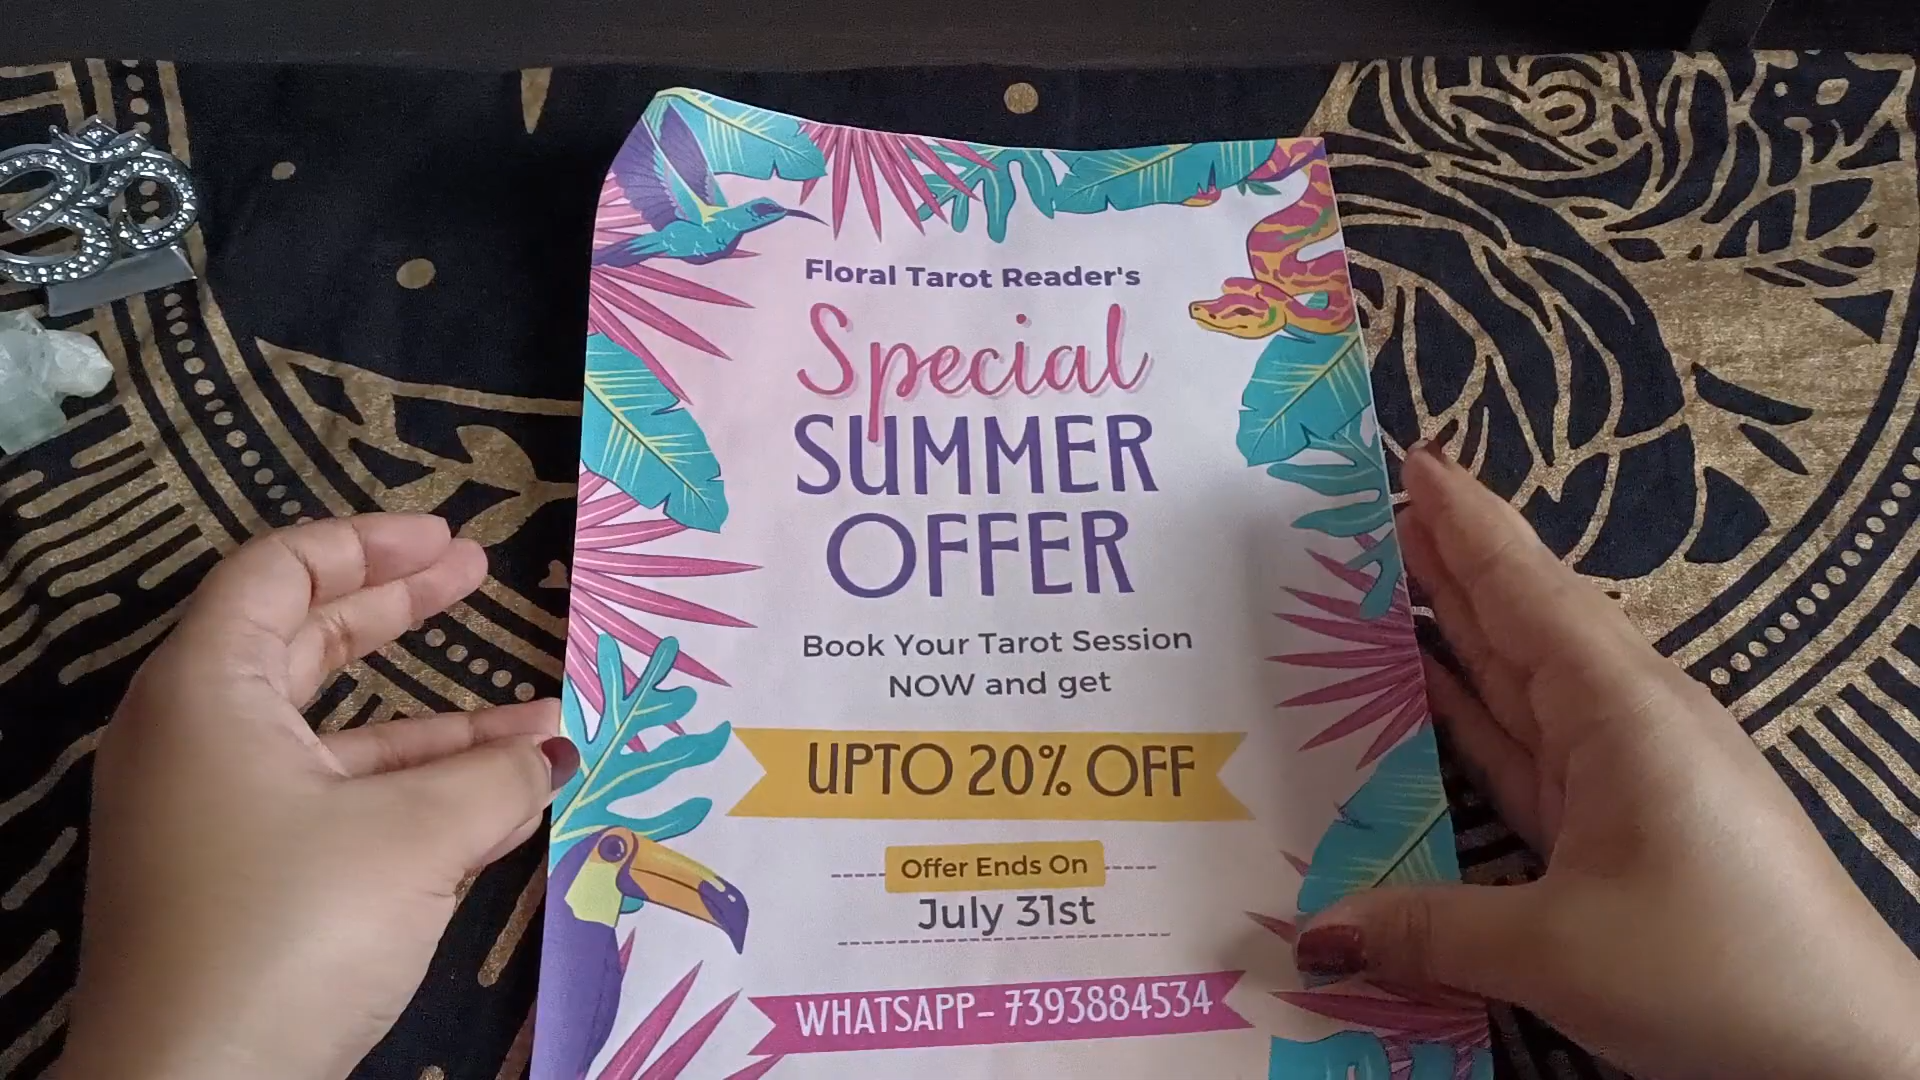 Floral Tarot Reader's
Special
SUMMER
OFFER
Book Your Tarot Session
NOW and get
UPTO 20% OFF
Offer Ends On
July 31st
WHATSAPP- 7393884534